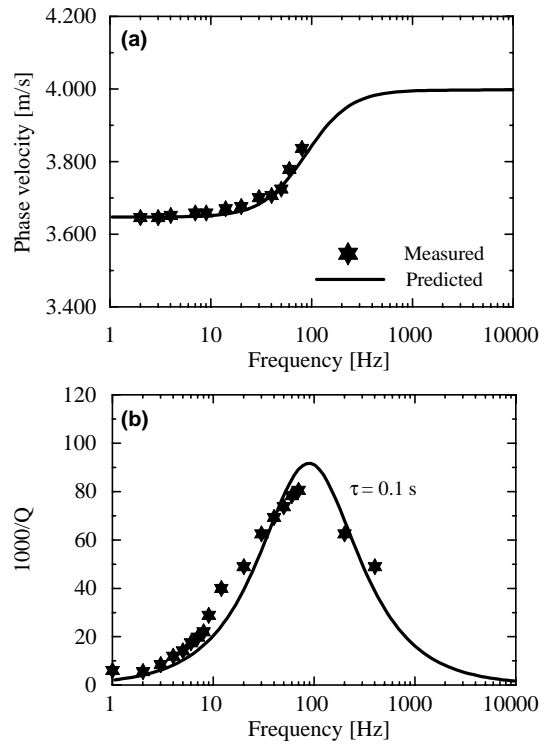 4.200
(a)
4.000
3.800
3.600
3.400
Phase velocity [m/s]
Measured
Predicted
1 10 100 1000 10000
Frequency [Hz]
120
(b)
100
80
60
40
20
0
1000/Q
τ = 0.1 s
1 10 100 1000 10000
Frequency [Hz]